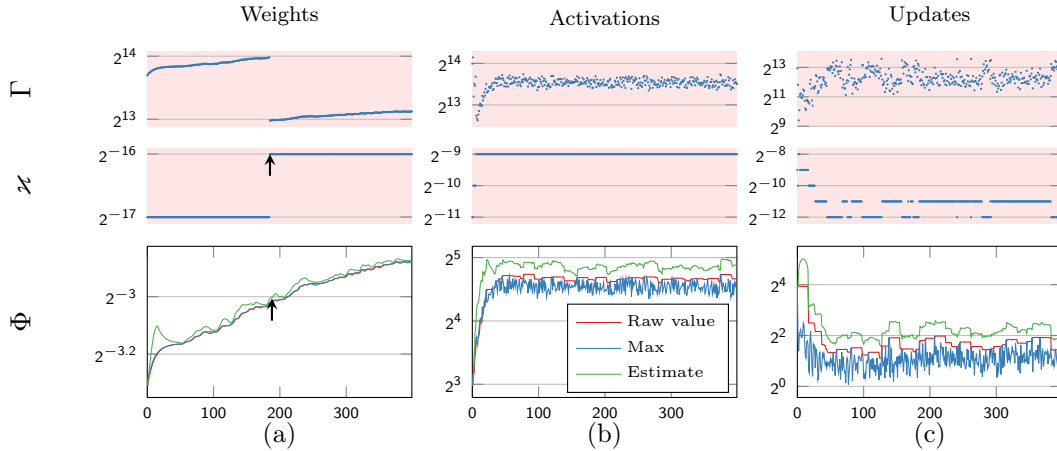 Weights Activations Updates
Γ
2^14
2^13
2^14
2^13
2^13
2^11
2^9
ϰ
2^−16
2^−17
2^−9
2^−10
2^−11
2^−8
2^−10
2^−12
Φ
2^−3
2^−3.2
2^5
2^4
2^3
2^4
2^2
2^0
Raw value
Max
Estimate
0 100 200 300
0 100 200 300
0 100 200 300
(a) (b) (c)